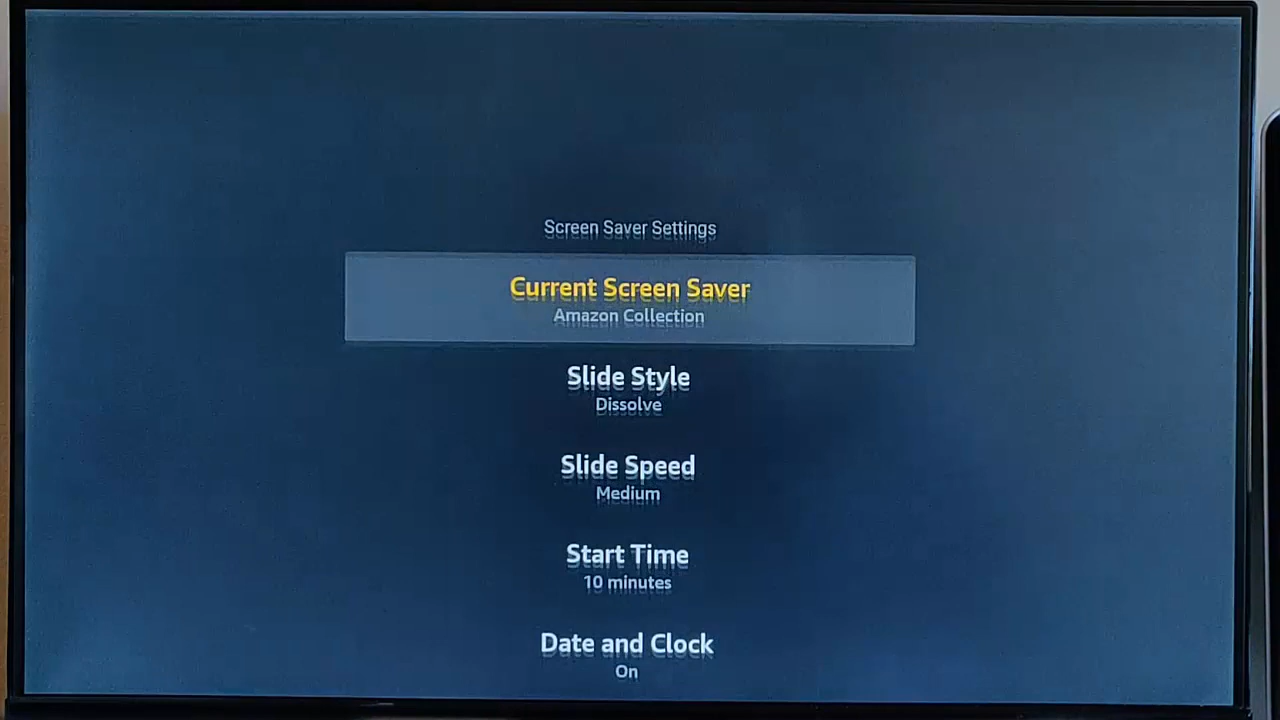 Screen Saver Settings
Current Screen Saver
Amazon Collection
Slide Style
Dissolve
Slide Speed
Medium
Start Time
10 minutes
Date and Clock
On